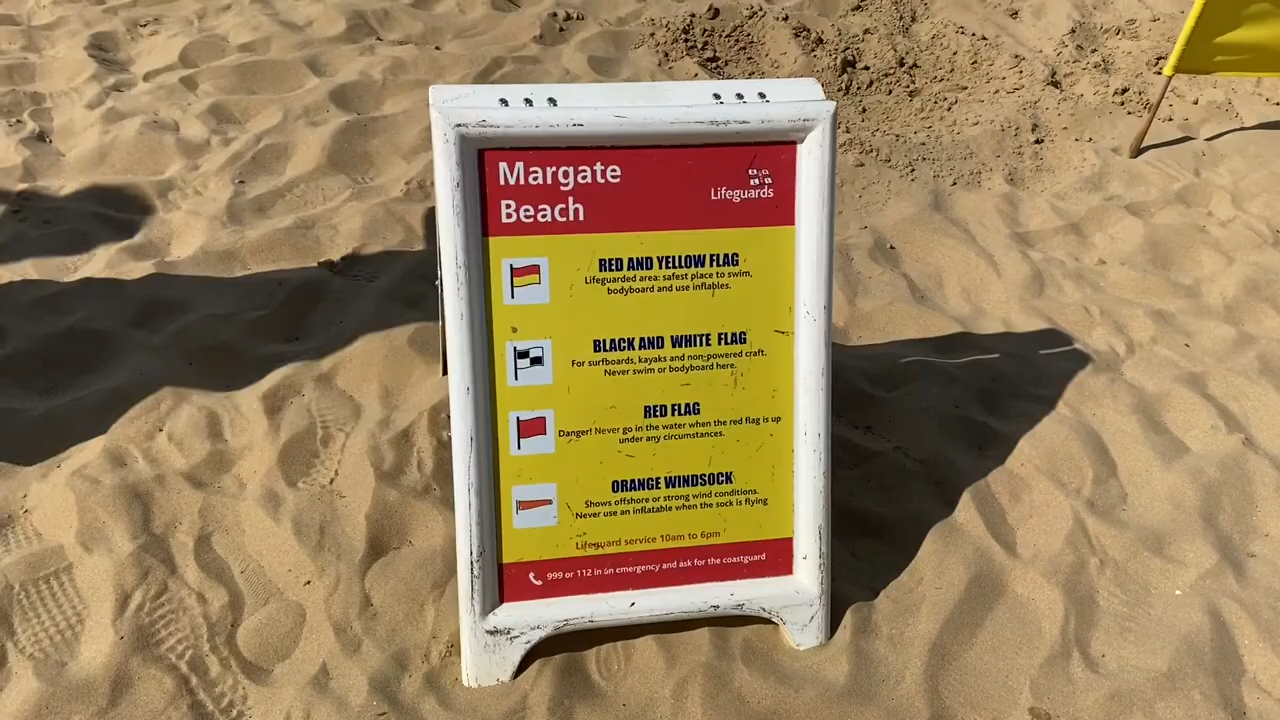 Margate
Beach
Lifeguards
RED AND YELLOW FLAG
Lifeguarded area: safest place to swim,
bodyboard and use inflables.
BLACK AND WHITE FLAG
For surfboards, kayaks and non-powered craft.
Never swim or bodyboard here.
RED FLAG
Danger! Never go in the water when the red flag is up
under any circumstances.
ORANGE WINDSOCK
Shows offshore or strong wind conditions.
Never use an inflatable when the sock is flying
Lifeguard service 10am to 6pm
999 or 112 in an emergency and ask for the coastguard